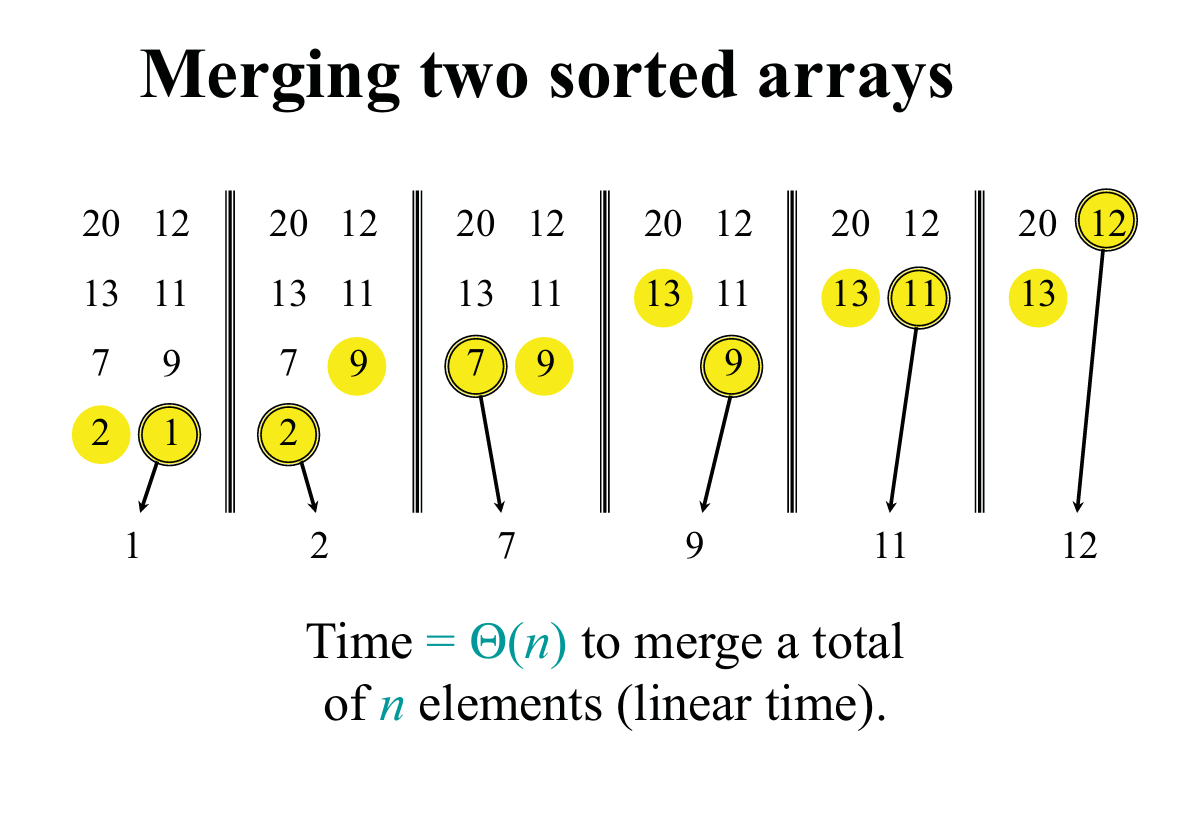 Merging two sorted arrays
20 12 20 12 20 12 20 12 20 12 20 12
13 11 13 11 13 11 13 11 13 11 13
7 9 7 9 7 9 9
2 1 2
1 2 7 9 11 12
Time = Θ(n) to merge a total
of n elements (linear time).